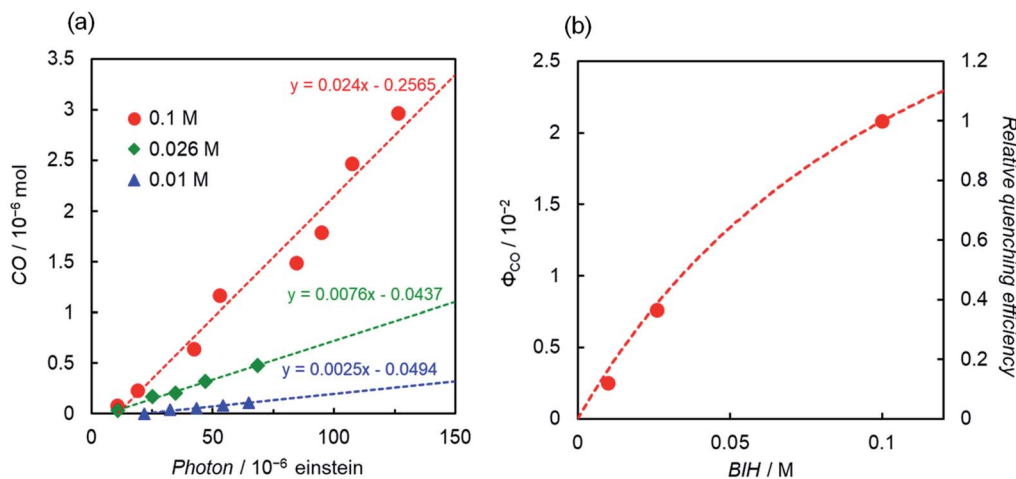 (a)
3.5
3
2.5
2
1.5
1
0.5
0
CO / 10⁻⁶ mol
0.1 M
0.026 M
0.01 M
y = 0.024x - 0.2565
y = 0.0076x - 0.0437
y = 0.0025x - 0.0494
0 50 100 150
Photon / 10⁻⁶ einstein
(b)
2.5
2
1.5
1
0.5
0
Φ_CO / 10⁻²
1.2
1
0.8
0.6
0.4
0.2
0
Relative quenching efficiency
0 0.05 0.1
BIH / M